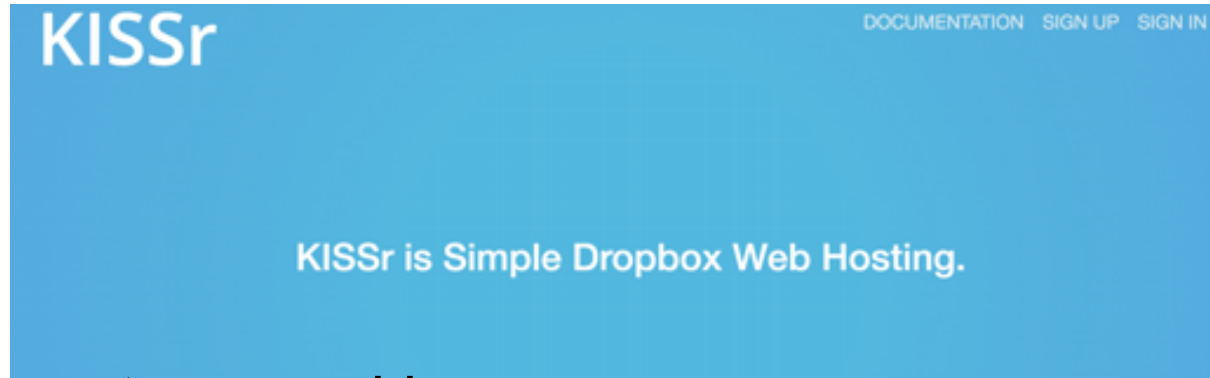 KISSr
DOCUMENTATION SIGN UP SIGN IN
KISSr is Simple Dropbox Web Hosting.